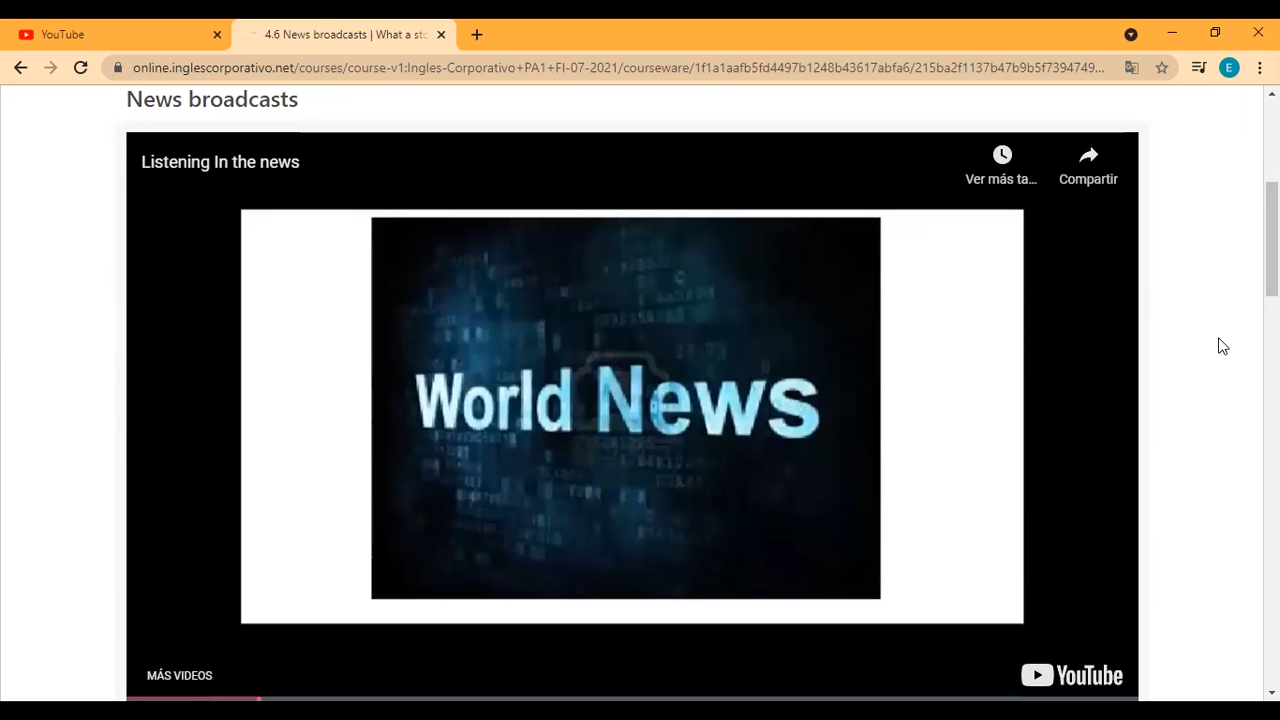 YouTube
4.6 News broadcasts | What a sto
online.inglescorporativo.net/courses/course-v1:Ingles-Corporativo+PA1+FI-07-2021/courseware/1f1a1aafb5fd4497b1248b43617abfa6/215ba2f1137b47b9b5f7394749...
E
News broadcasts
Listening In the news
Ver más ta...
Compartir
World News
MÁS VIDEOS
YouTube